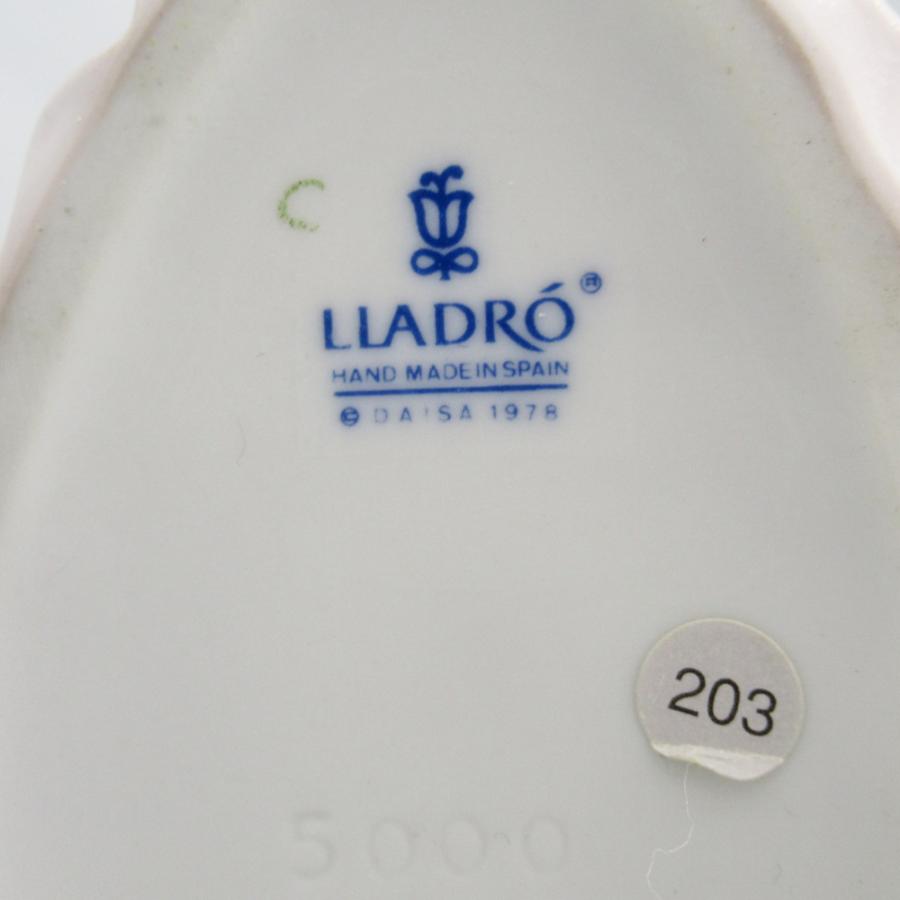 C
LLADRÓ®
HAND MADE IN SPAIN
© DAISA 1978
203
5000